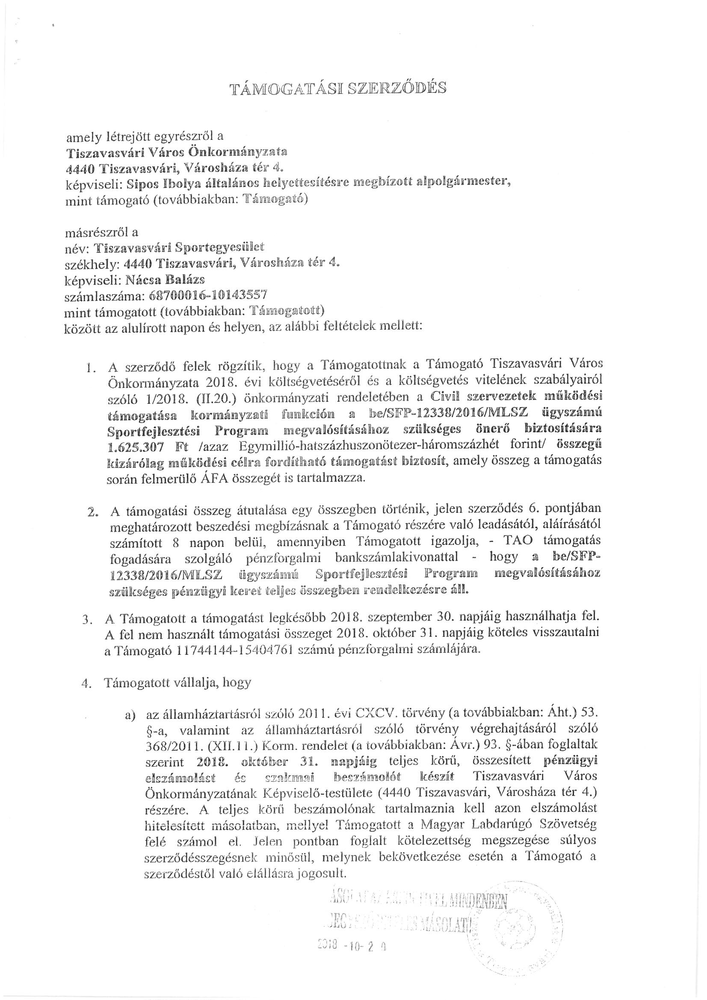 TÁMOGATÁSI SZERZŐDÉS
amely létrejött egyrészről a
Tiszavasvári Város Önkormányzata
4440 Tiszavasvári, Városháza tér 4.
képviseli: Sipos Ibolya általános helyettesítésre megbízott alpolgármester,
mint támogató (továbbiakban: Támogató)
másrészről a
név: Tiszavasvári Sportegyesület
székhely: 4440 Tiszavasvári, Városháza tér 4.
képviseli: Nácsa Balázs
számlaszáma: 68700016-10143557
mint támogatott (továbbiakban: Támogatott)
között az alulírott napon és helyen, az alábbi feltételek mellett:
1. A szerződő felek rögzítik, hogy a Támogatottnak a Támogató Tiszavasvári Város
Önkormányzata 2018. évi költségvetéséről és a költségvetés vitelének szabályairól
szóló 1/2018. (II.20.) önkormányzati rendeletében a Civil szervezetek működési
támogatása kormányzati funkción a be/SFP-12338/2016/MLSZ ügyszámú
Sportfejlesztési Program megvalósításához szükséges önerő biztosítására
1.625.307 Ft /azaz Egymillió-hatszázhuszonötezer-háromszázhét forint/ összegű
kizárólag működési célra fordítható támogatást biztosít, amely összeg a támogatás
során felmerülő ÁFA összegét is tartalmazza.
2. A támogatási összeg átutalása egy összegben történik, jelen szerződés 6. pontjában
meghatározott beszedési megbízásnak a Támogató részére való leadásától, aláírásától
számított 8 napon belül, amennyiben Támogatott igazolja, - TAO támogatás
fogadására szolgáló pénzforgalmi bankszámlakivonattal - hogy a be/SFP-
12338/2016/MLSZ ügyszámú Sportfejlesztési Program megvalósításához
szükséges pénzügyi keret teljes összegben rendelkezésre áll.
3. A Támogatott a támogatást legkésőbb 2018. szeptember 30. napjáig használhatja fel.
A fel nem használt támogatási összeget 2018. október 31. napjáig köteles visszautalni
a Támogató 11744144-15404761 számú pénzforgalmi számlájára.
4. Támogatott vállalja, hogy
a) az államháztartásról szóló 2011. évi CXCV. törvény (a továbbiakban: Áht.) 53.
§-a, valamint az államháztartásról szóló törvény végrehajtásáról szóló
368/2011. (XII.11.) Korm. rendelet (a továbbiakban: Ávr.) 93. §-ában foglaltak
szerint 2018. október 31. napjáig teljes körű, összesített pénzügyi
elszámolást és szakmai beszámolót készít Tiszavasvári Város
Önkormányzatának Képviselő-testülete (4440 Tiszavasvári, Városháza tér 4.)
részére. A teljes körű beszámolónak tartalmaznia kell azon elszámolást
hitelesített másolatban, mellyel Támogatott a Magyar Labdarúgó Szövetség
felé számol el. Jelen pontban foglalt kötelezettség megszegése súlyos
szerződésszegésnek minősül, melynek bekövetkezése esetén a Támogató a
szerződéstől való elállásra jogosult.
MINDENBEN
MÁSOLAT
2018 -10-